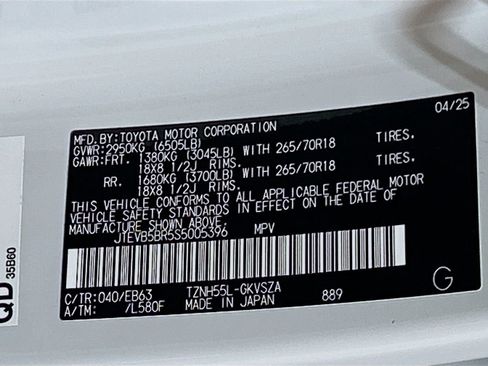 04/25
MFD.BY:TOYOTA MOTOR CORPORATION
GVWR:2950KG (6505LB)
GAWR:FRT. 1380KG (3045LB) WITH 265/70R18 TIRES.
18X8 1/2J RIMS.
RR. 1680KG (3700LB) WITH 265/70R18 TIRES.
18X8 1/2J RIMS.
THIS VEHICLE CONFORMS TO ALL APPLICABLE FEDERAL MOTOR
VEHICLE SAFETY STANDARDS IN EFFECT ON THE DATE OF
MANUFACTURE SHOWN ABOVE.
JTEVB5BR5S5005396 MPV
C/TR:040/EB63 TZNH55L-GKVSZA
A/TM: /L580F MADE IN JAPAN 889
G
QD
35B60